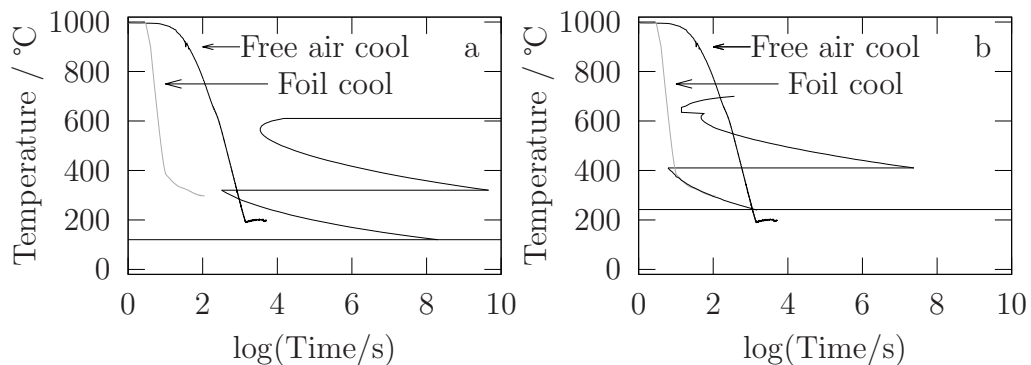 a
Free air cool
Foil cool
Temperature / °C
1000
800
600
400
200
0
0 2 4 6 8 10
log(Time/s)
b
Free air cool
Foil cool
Temperature / °C
1000
800
600
400
200
0
0 2 4 6 8 10
log(Time/s)